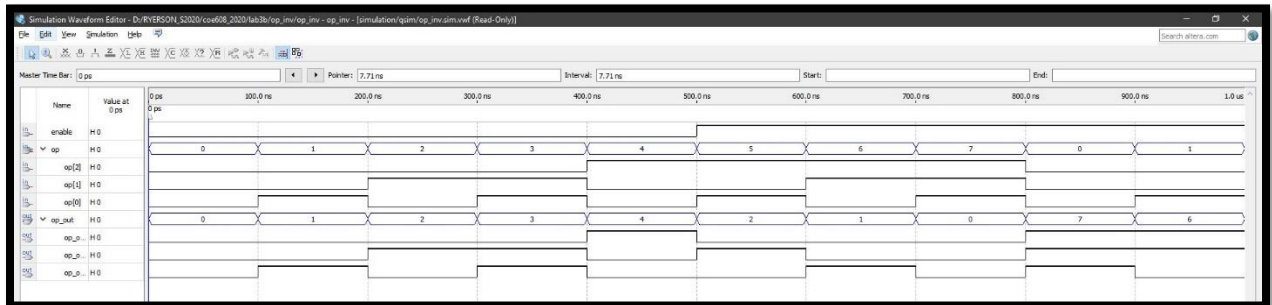 Simulation Waveform Editor - D:/RYERSON_S2020/coe608_2020/lab3b/op_inv/op_inv - op_inv - [simulation/qsim/op_inv.sim.vwf (Read-Only)]
File Edit View Simulation Help
Search altera.com
Master Time Bar: 0 ps Pointer: 7.71 ns Interval: 7.71 ns Start: End:
Name Value at 0 ps
0 ps 100.0 ns 200.0 ns 300.0 ns 400.0 ns 500.0 ns 600.0 ns 700.0 ns 800.0 ns 900.0 ns 1.0 us
0 ps
enable H 0
op H 0 0 1 2 3 4 5 6 7 0 1
op[2] H 0
op[1] H 0
op[0] H 0
op_out H 0 0 1 2 3 4 2 1 0 7 6
op_o... H 0
op_o... H 0
op_o... H 0